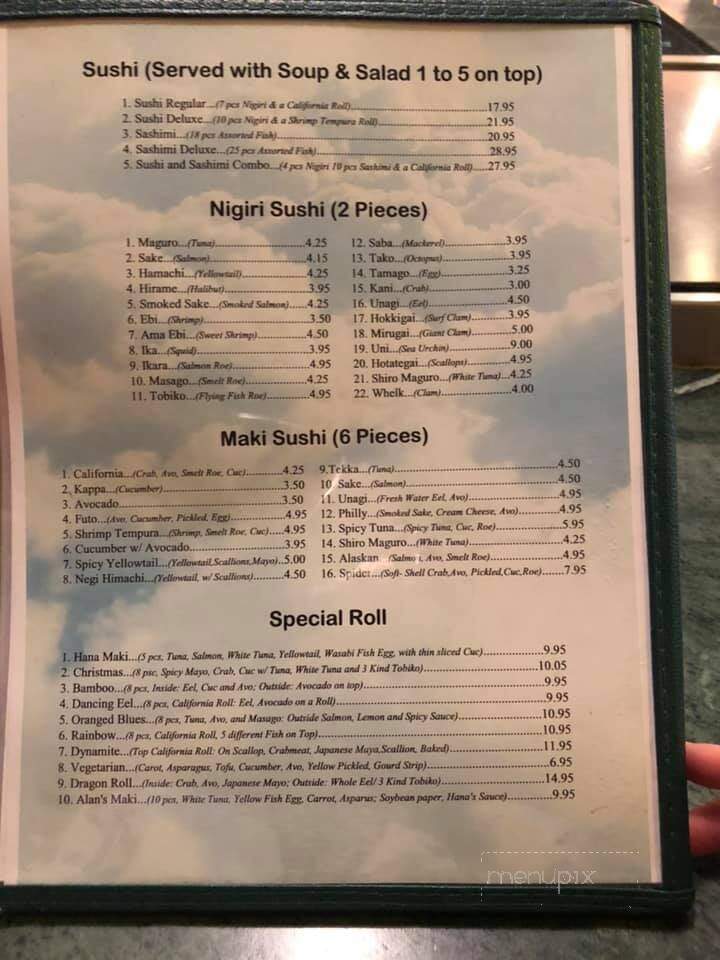 Sushi (Served with Soup & Salad 1 to 5 on top)
1. Sushi Regular...(7 pcs Nigiri & a California Roll)...17.95
2. Sushi Deluxe...(10 pcs Nigiri & a Shrimp Tempura Roll)...21.95
3. Sashimi...(18 pcs Assorted Fish)...20.95
4. Sashimi Deluxe...(25 pcs Assorted Fish)...28.95
5. Sushi and Sashimi Combo...(4 pcs Nigiri 10 pcs Sashimi & a California Roll)...27.95
Nigiri Sushi (2 Pieces)
1. Maguro...(Tuna)...4.25
2. Sake...(Salmon)...4.15
3. Hamachi...(Yellowtail)...4.25
4. Hirame...(Halibut)...3.95
5. Smoked Sake...(Smoked Salmon)...4.25
6. Ebi...(Shrimp)...3.50
7. Ama Ebi...(Sweet Shrimp)...4.50
8. Ika...(Squid)...3.95
9. Ikara...(Salmon Roe)...4.95
10. Masago...(Smelt Roe)...4.25
11. Tobiko...(Flying Fish Roe)...4.95
12. Saba...(Mackerel)...3.95
13. Tako...(Octopus)...3.95
14. Tamago...(Egg)...3.25
15. Kani...(Crab)...3.00
16. Unagi...(Eel)...4.50
17. Hokkigai...(Surf Clam)...3.95
18. Mirugai...(Giant Clam)...5.00
19. Uni...(Sea Urchin)...9.00
20. Hotategai...(Scallops)...4.95
21. Shiro Maguro...(White Tuna)...4.25
22. Whelk...(Clam)...4.00
Maki Sushi (6 Pieces)
1. California...(Crab, Avo, Smelt Roe, Cuc)...4.25
2. Kappa...(Cucumber)...3.50
3. Avocado...3.50
4. Futo...(Avo, Cucumber, Pickled, Egg)...4.95
5. Shrimp Tempura...(Shrimp, Smelt Roe, Cuc)...4.95
6. Cucumber w/ Avocado...3.95
7. Spicy Yellowtail...(Yellowtail,Scallions,Mayo)..5.00
8. Negi Himachi...(Yellowtail, w/ Scallions)...4.50
9.Tekka...(Tuna)...4.50
10. Sake...(Salmon)...4.50
11. Unagi...(Fresh Water Eel, Avo)...4.95
12. Philly...(Smoked Sake, Cream Cheese, Avo)...4.95
13. Spicy Tuna...(Spicy Tuna, Cuc, Roe)...5.95
14. Shiro Maguro...(White Tuna)...4.25
15. Alaskan...(Salmon, Avo, Smelt Roe)...4.95
16. Spider...(Soft- Shell Crab,Avo, Pickled,Cuc,Roe)...7.95
Special Roll
1. Hana Maki...(5 pcs, Tuna, Salmon, White Tuna, Yellowtail, Wasabi Fish Egg, with thin sliced Cuc)...9.95
2. Christmas...(8 psc, Spicy Mayo, Crab, Cuc w/ Tuna, White Tuna and 3 Kind Tobiko)...10.05
3. Bamboo...(8 pcs, Inside: Eel, Cuc and Avo; Outside: Avocado on top)...9.95
4. Dancing Eel...(8 pcs, California Roll: Eel, Avocado on a Roll)...9.95
5. Oranged Blues...(8 pcs, Tuna, Avo, and Masago: Outside Salmon, Lemon and Spicy Sauce)...10.95
6. Rainbow...(8 pcs, California Roll, 5 different Fish on Top)...10.95
7. Dynamite...(Top California Roll: On Scallop, Crabmeat, Japanese Maya,Scallion, Baked)...11.95
8. Vegetarian...(Carot, Asparagus, Tofu, Cucumber, Avo, Yellow Pickled, Gourd Strip)...6.95
9. Dragon Roll...(Inside: Crab, Avo, Japanese Mayo; Outside: Whole Eel/ 3 Kind Tobiko)...14.95
10. Alan's Maki...(10 pcs, White Tuna, Yellow Fish Egg, Carrot, Asparus; Soybean paper, Hana's Sauce)...9.95
menupix